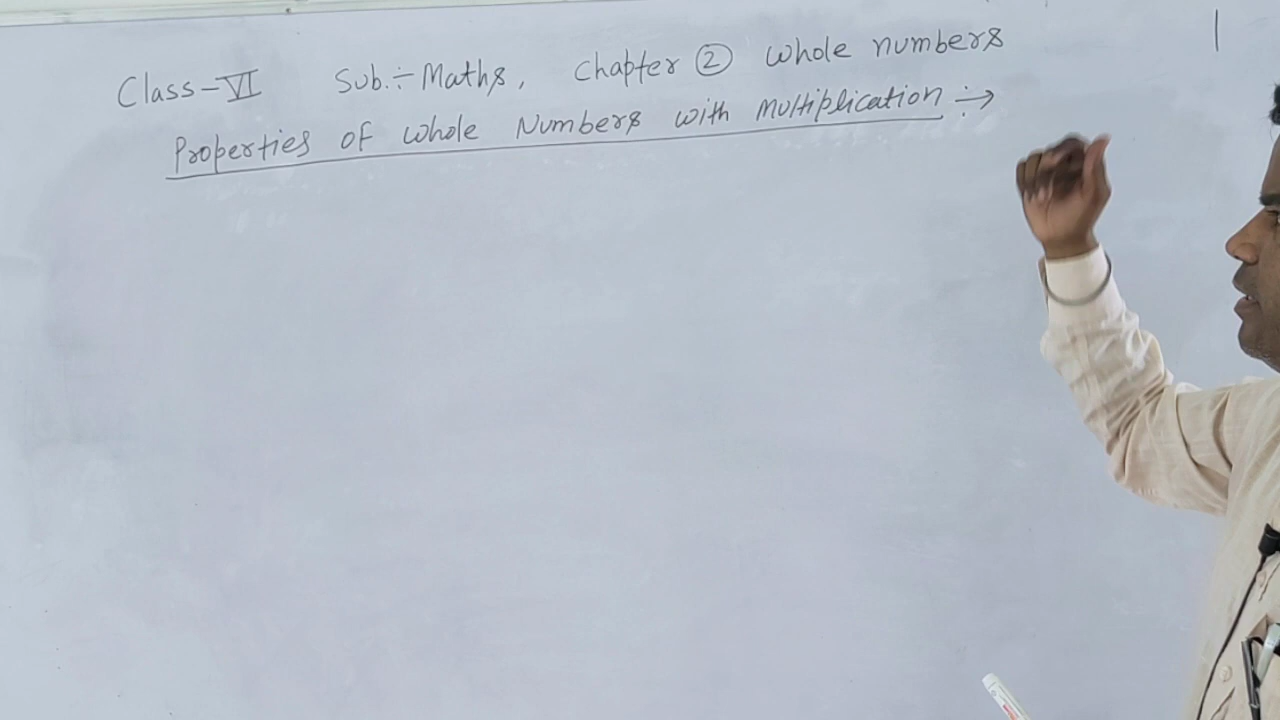 Class-VI Sub.÷ Maths, Chapter ② Whole numbers
Properties of Whole Numbers with Multiplication ÷→